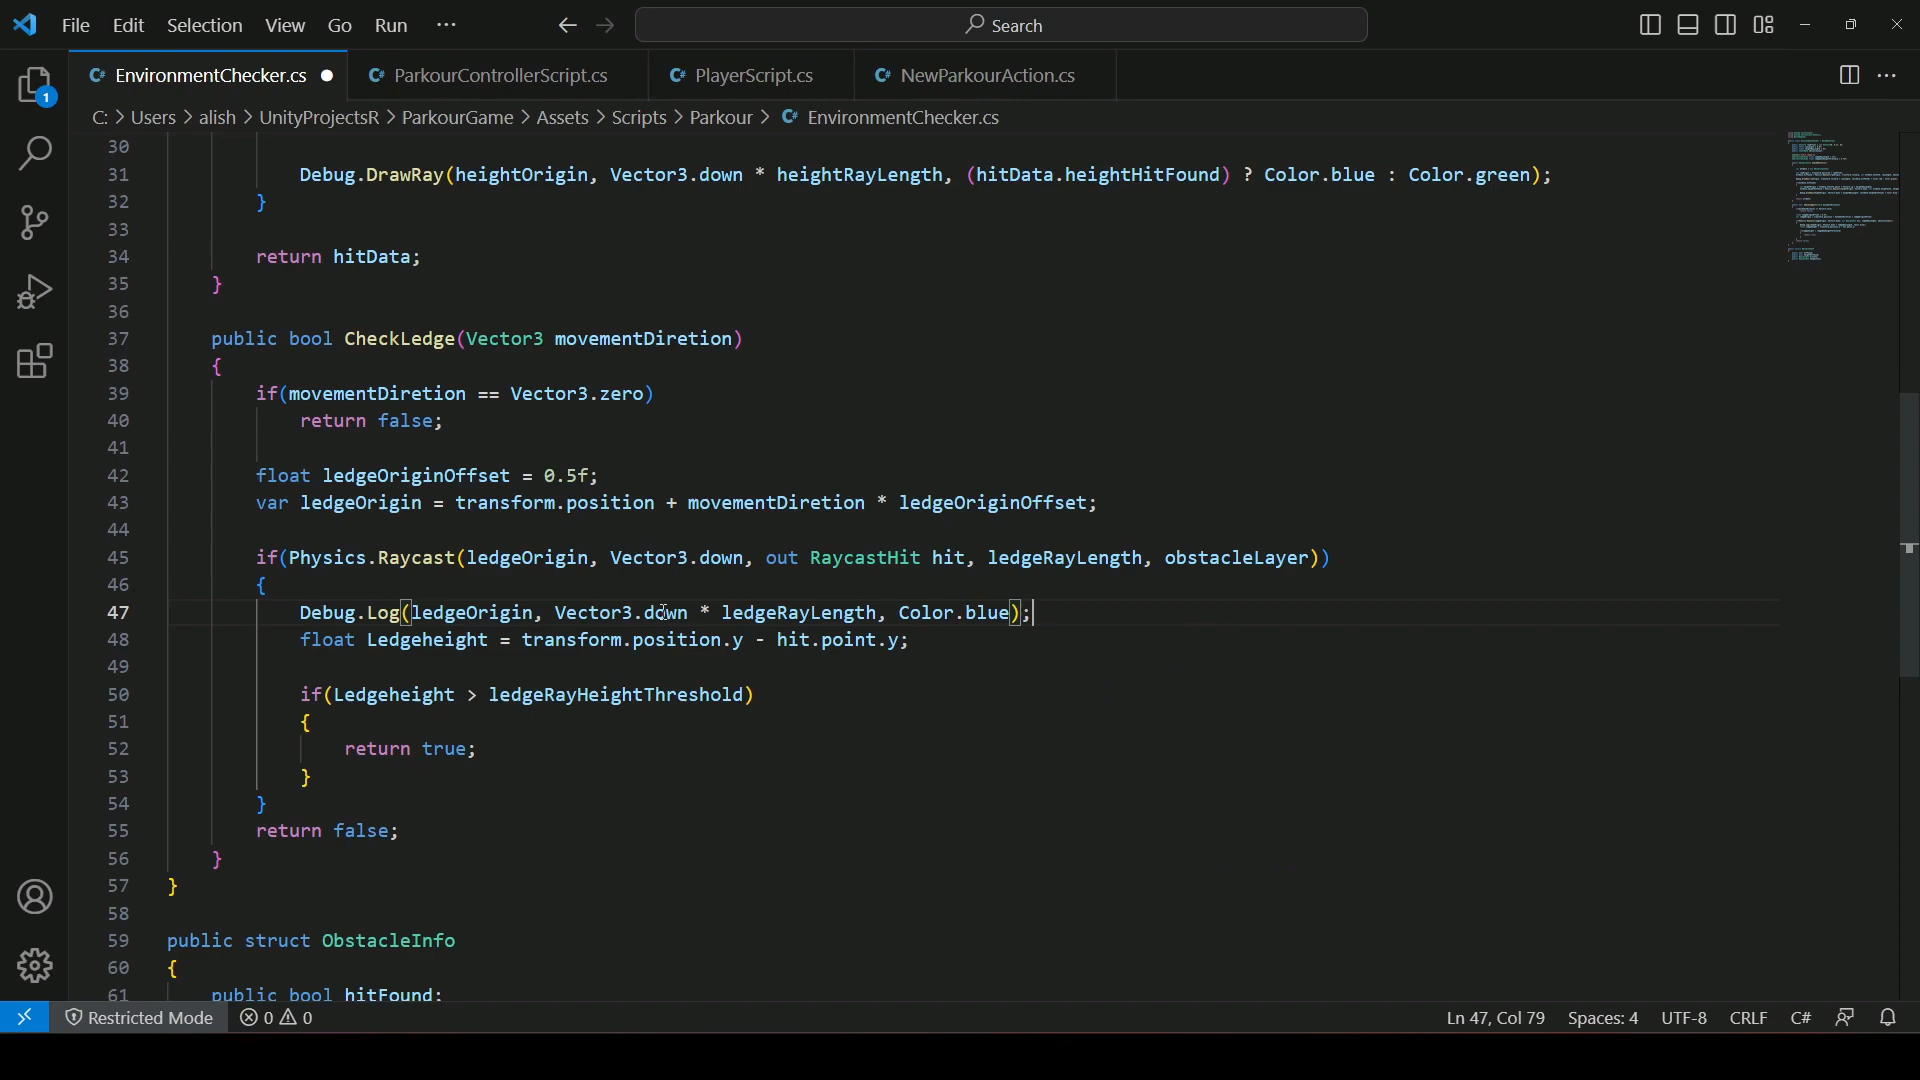 File Edit Selection View Go Run ··· Search
EnvironmentChecker.cs ParkourControllerScript.cs PlayerScript.cs NewParkourAction.cs
C: > Users > alish > UnityProjectsR > ParkourGame > Assets > Scripts > Parkour > EnvironmentChecker.cs
1
30
31 Debug.DrawRay(heightOrigin, Vector3.down * heightRayLength, (hitData.heightHitFound) ? Color.blue : Color.green);
32 }
33
34 return hitData;
35 }
36
37 public bool CheckLedge(Vector3 movementDiretion)
38 {
39 if(movementDiretion == Vector3.zero)
40 return false;
41
42 float ledgeOriginOffset = 0.5f;
43 var ledgeOrigin = transform.position + movementDiretion * ledgeOriginOffset;
44
45 if(Physics.Raycast(ledgeOrigin, Vector3.down, out RaycastHit hit, ledgeRayLength, obstacleLayer))
46 {
47 Debug.Log(ledgeOrigin, Vector3.down * ledgeRayLength, Color.blue);
48 float Ledgeheight = transform.position.y - hit.point.y;
49
50 if(Ledgeheight > ledgeRayHeightThreshold)
51 {
52 return true;
53 }
54 }
55 return false;
56 }
57 }
58
59 public struct ObstacleInfo
60 {
61 public bool hitFound;
Restricted Mode 0 0 Ln 47, Col 79 Spaces: 4 UTF-8 CRLF C#